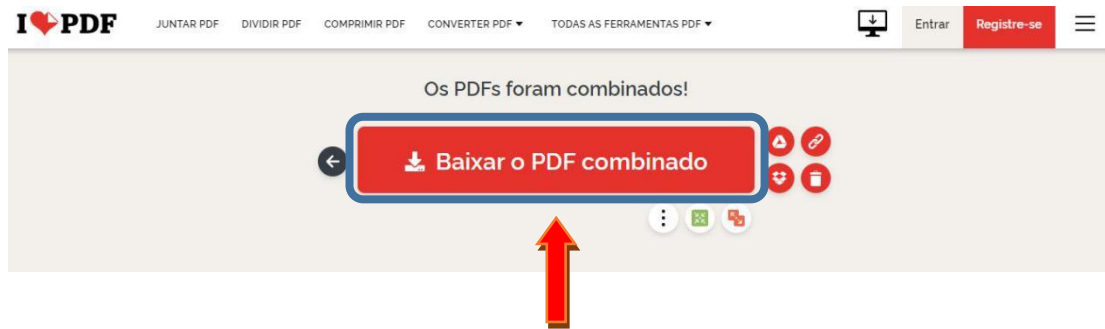 I PDF JUNTAR PDF DIVIDIR PDF COMPRIMIR PDF CONVERTER PDF TODAS AS FERRAMENTAS PDF Entrar Registre-se
Os PDFs foram combinados!
Baixar o PDF combinado